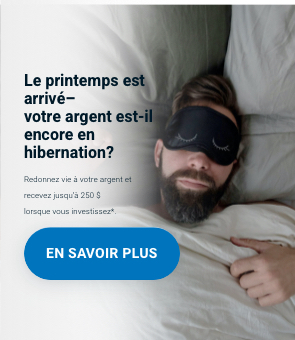 Le printemps est
arrivé–
votre argent est-il
encore en
hibernation?
Redonnez vie à votre argent et
recevez jusqu'à 250 $
lorsque vous investissez*.
EN SAVOIR PLUS